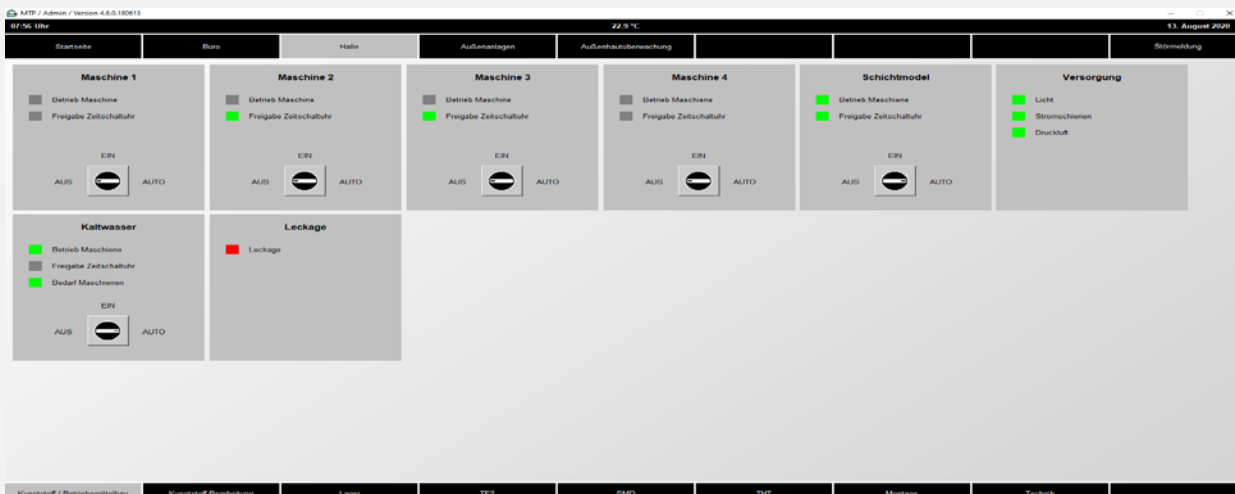 MTP / Admin / Version 4.8.0.180613
07:56 Uhr 22.9 °C 13. August 2020
Startseite Büro Halle Außenanlagen Außenhautüberwachung Störmeldung
Maschine 1
Betrieb Maschine
Freigabe Zeitschaltuhr
EIN
AUS AUTO
Maschine 2
Betrieb Maschine
Freigabe Zeitschaltuhr
EIN
AUS AUTO
Maschine 3
Betrieb Maschine
Freigabe Zeitschaltuhr
EIN
AUS AUTO
Maschine 4
Betrieb Maschiene
Freigabe Zeitschaltuhr
EIN
AUS AUTO
Schichtmodel
Betrieb Maschiene
Freigabe Zeitschaltuhr
EIN
AUS AUTO
Versorgung
Licht
Stromschienen
Druckluft
Kaltwasser
Betrieb Maschiene
Freigabe Zeitschaltuhr
Bedarf Maschienen
EIN
AUS AUTO
Leckage
Leckage
Kunststoff / Betriebsmittelbau Kunststoff Bearbeitung Lager TE2 SMD THT Montage Technik